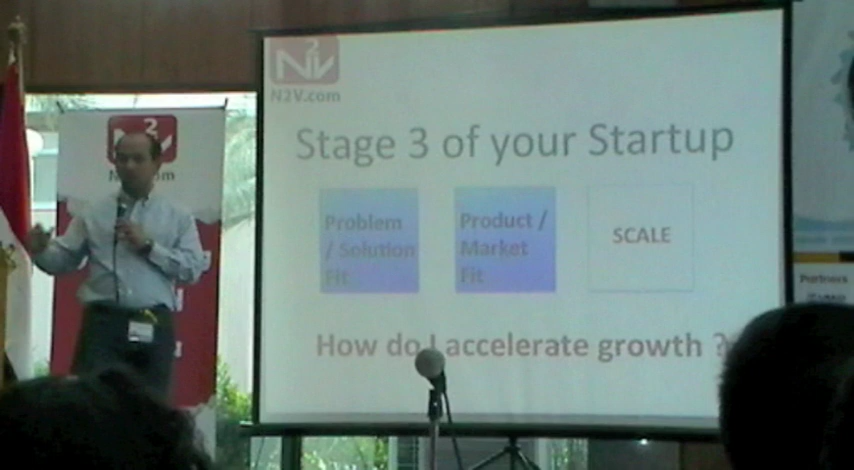 N2V
N2V.com
Stage 3 of your Startup
Problem
/ Solution
Fit
Product /
Market
Fit
SCALE
How do I accelerate growth ?
Partners